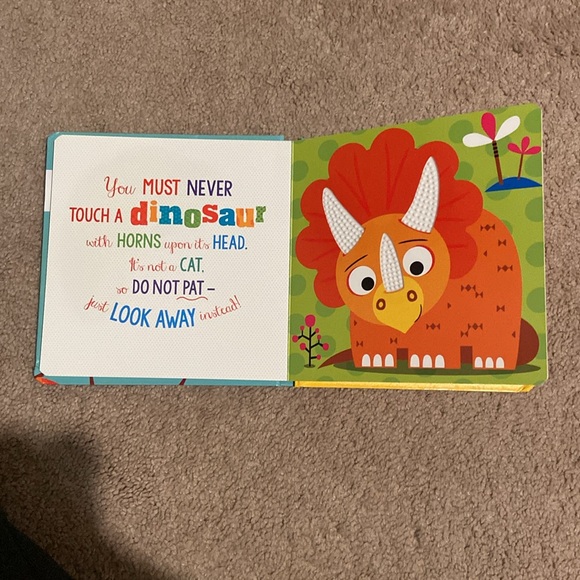 You MUST NEVER
TOUCH A dinosaur
with HORNS upon it's HEAD.
It's not a CAT,
so DO NOT PAT –
just LOOK AWAY instead!